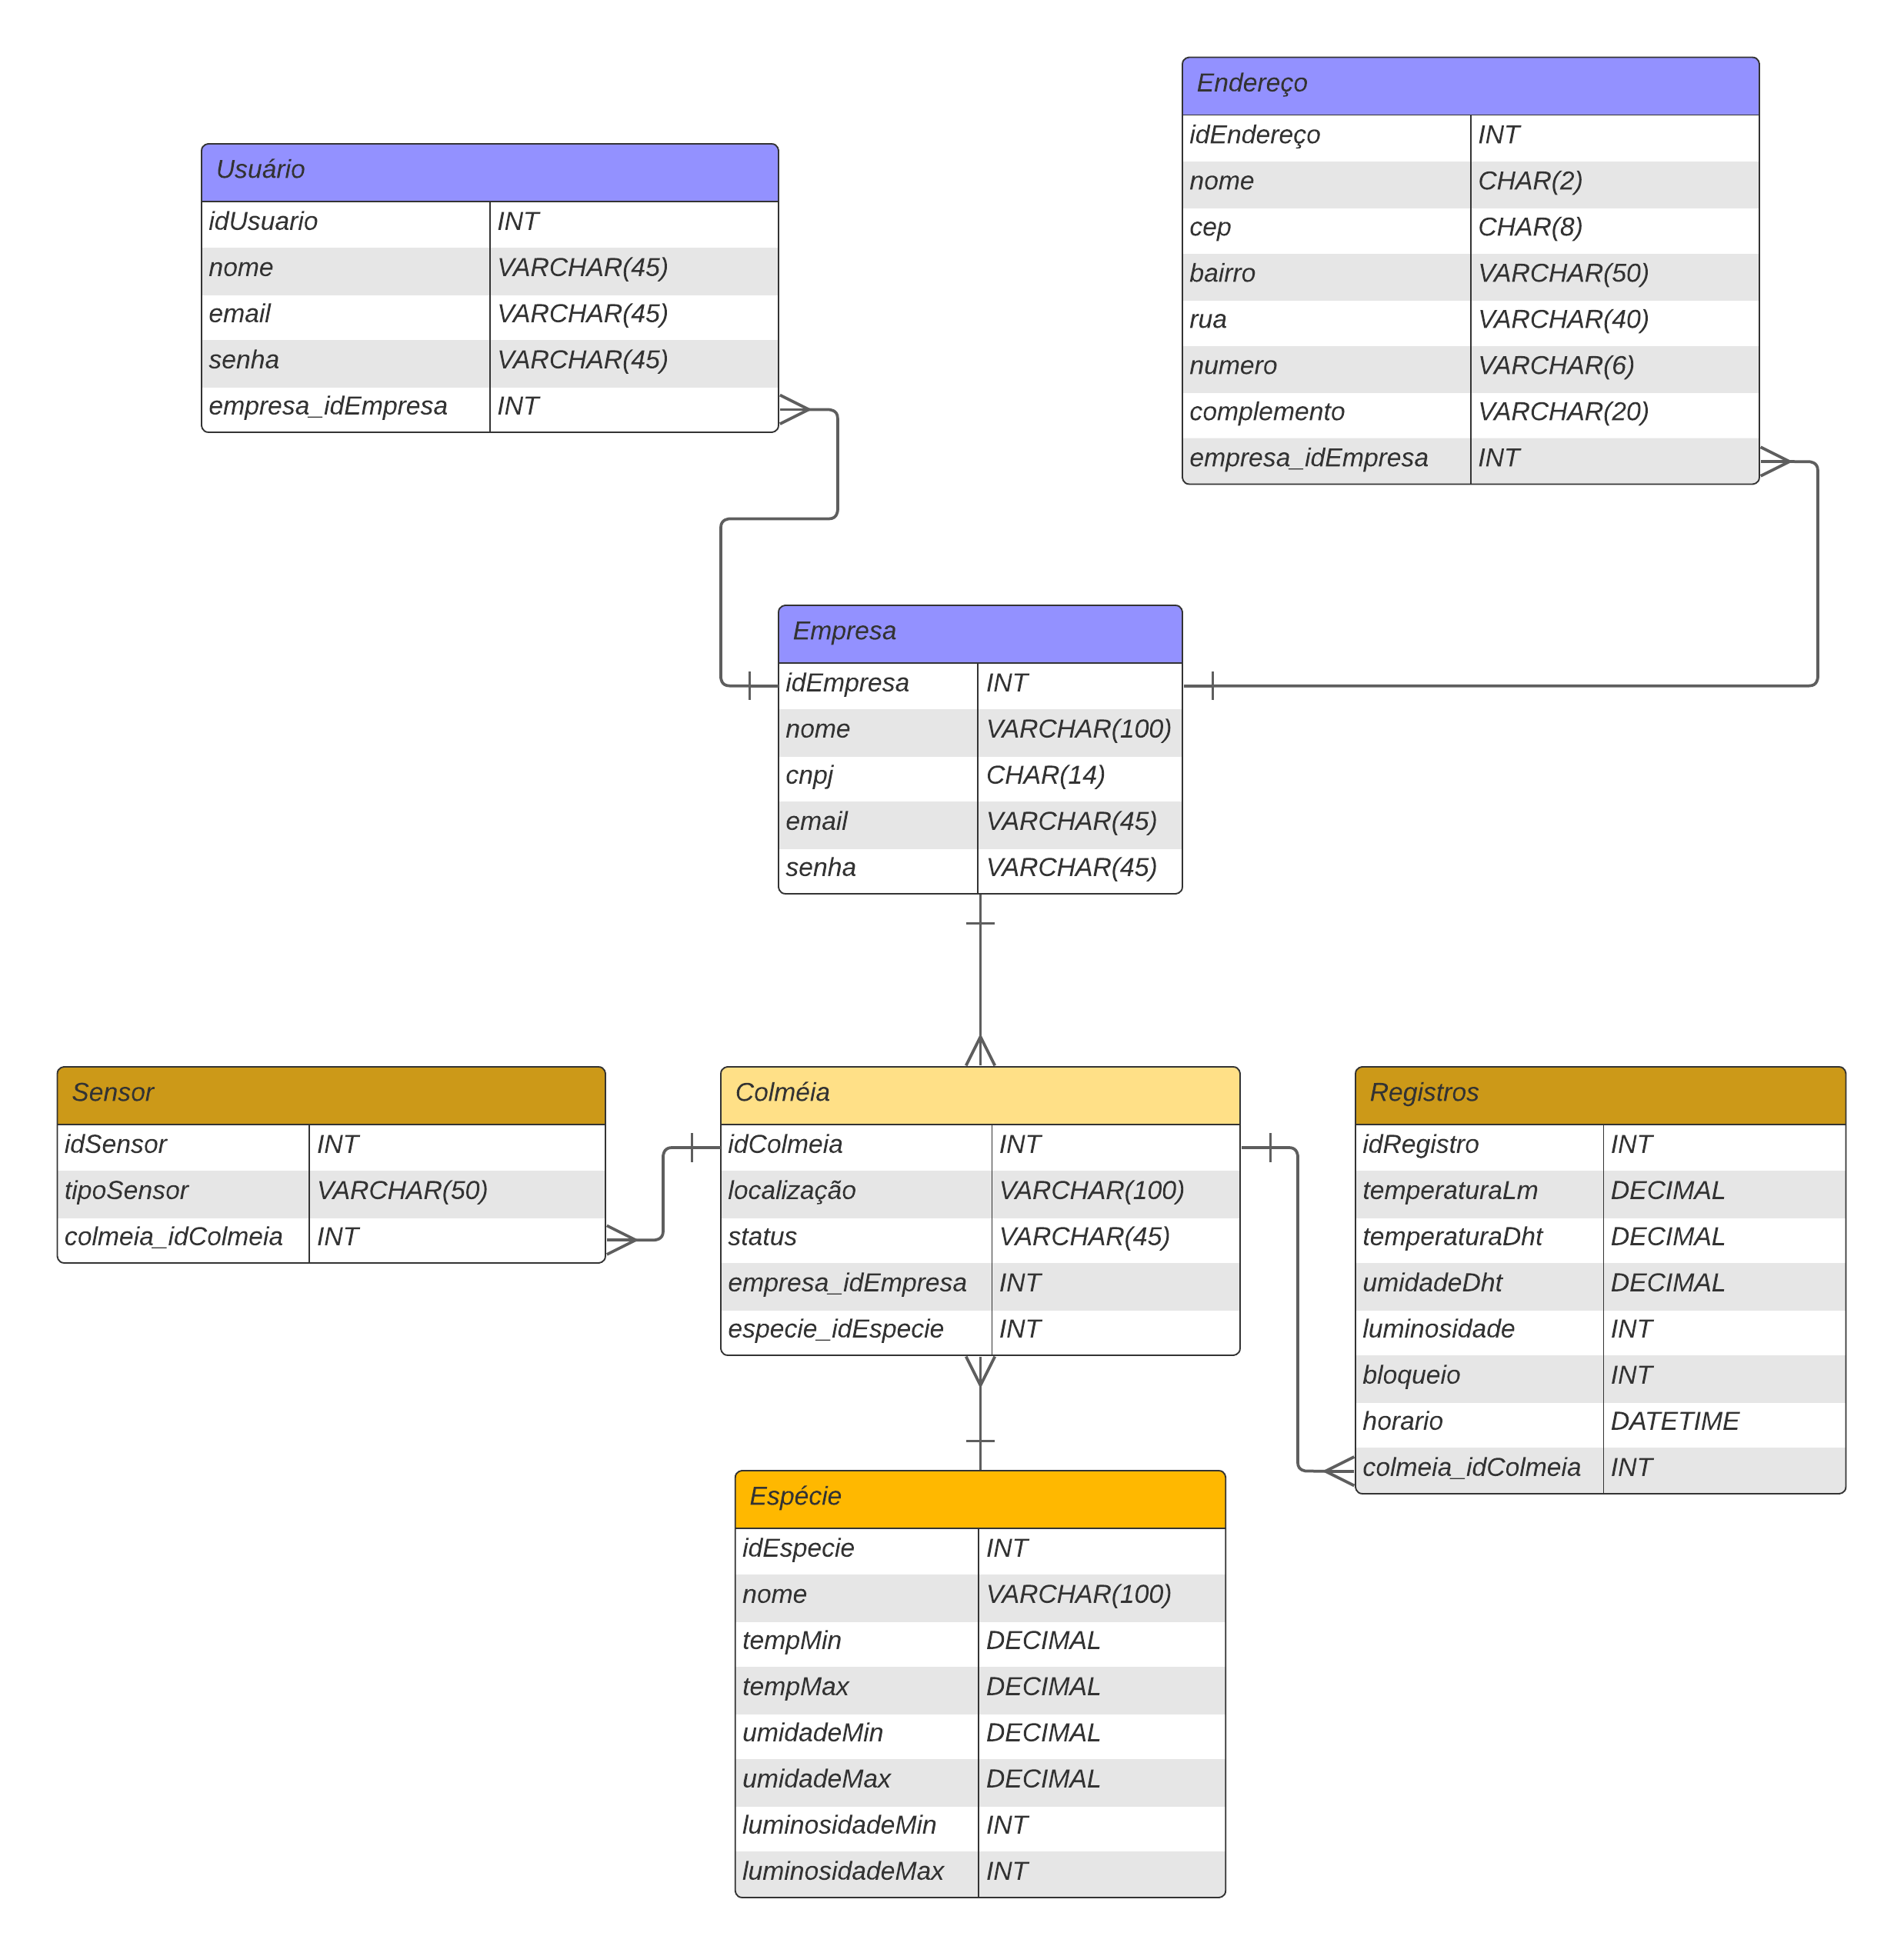 Endereço
idEndereço INT
nome CHAR(2)
cep CHAR(8)
bairro VARCHAR(50)
rua VARCHAR(40)
numero VARCHAR(6)
complemento VARCHAR(20)
empresa_idEmpresa INT
Usuário
idUsuario INT
nome VARCHAR(45)
email VARCHAR(45)
senha VARCHAR(45)
empresa_idEmpresa INT
Empresa
idEmpresa INT
nome VARCHAR(100)
cnpj CHAR(14)
email VARCHAR(45)
senha VARCHAR(45)
Sensor
idSensor INT
tipoSensor VARCHAR(50)
colmeia_idColmeia INT
Colméia
idColmeia INT
localização VARCHAR(100)
status VARCHAR(45)
empresa_idEmpresa INT
especie_idEspecie INT
Registros
idRegistro INT
temperaturaLm DECIMAL
temperaturaDht DECIMAL
umidadeDht DECIMAL
luminosidade INT
bloqueio INT
horario DATETIME
colmeia_idColmeia INT
Espécie
idEspecie INT
nome VARCHAR(100)
tempMin DECIMAL
tempMax DECIMAL
umidadeMin DECIMAL
umidadeMax DECIMAL
luminosidadeMin INT
luminosidadeMax INT